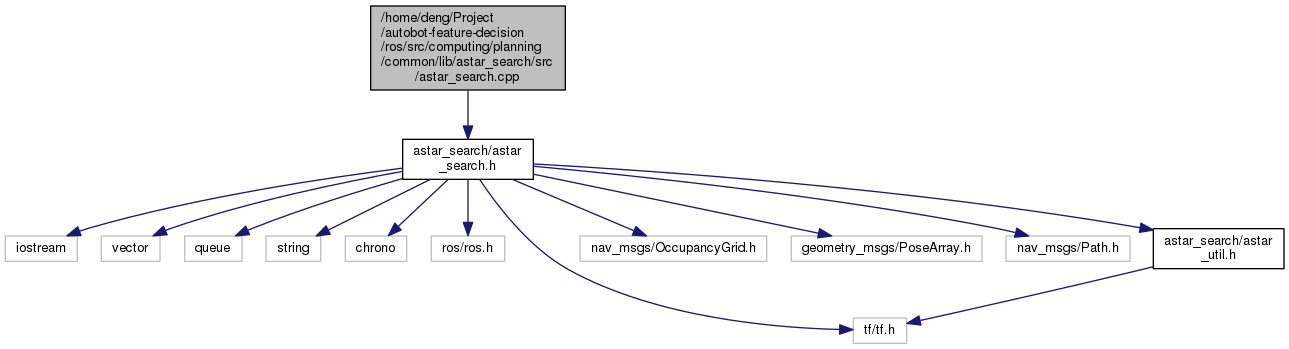 /home/deng/Project
/autobot-feature-decision
/ros/src/computing/planning
/common/lib/astar_search/src
/astar_search.cpp
astar_search/astar
_search.h
iostream
vector
queue
string
chrono
ros/ros.h
nav_msgs/OccupancyGrid.h
geometry_msgs/PoseArray.h
nav_msgs/Path.h
astar_search/astar
_util.h
tf/tf.h